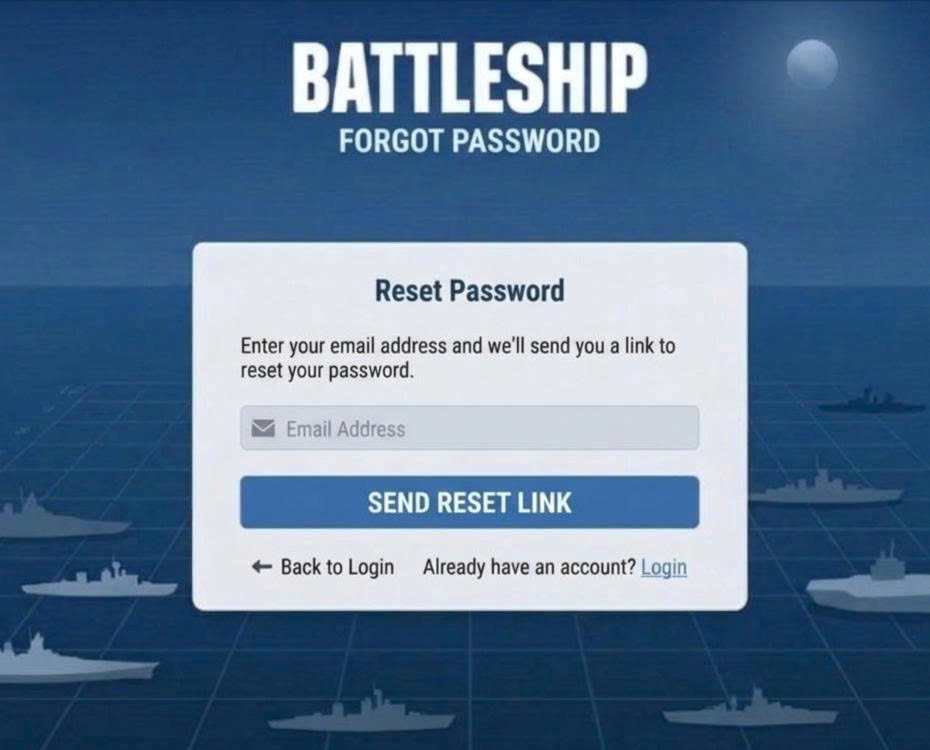 BATTLESHIP
FORGOT PASSWORD
Reset Password
Enter your email address and we'll send you a link to
reset your password.
Email Address
SEND RESET LINK
Back to Login Already have an account? Login